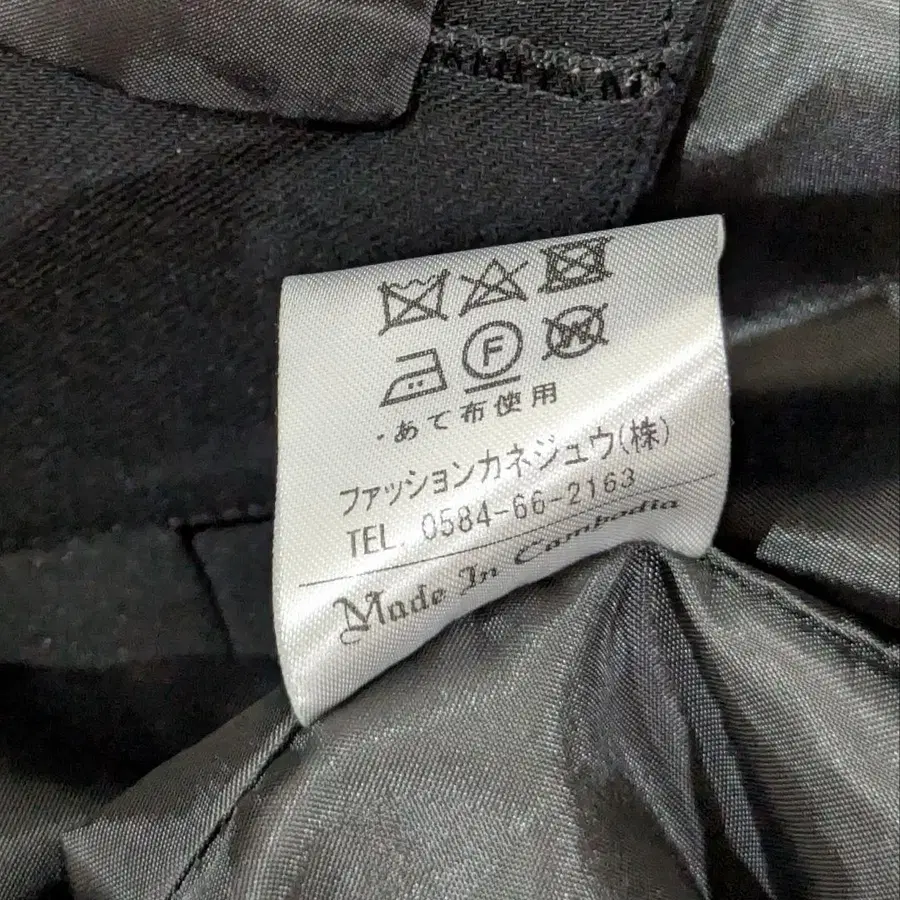 F
W
・あて布使用
ファッションカネジュウ(株)
TEL. 0584-66-2163
Made In Cambodia